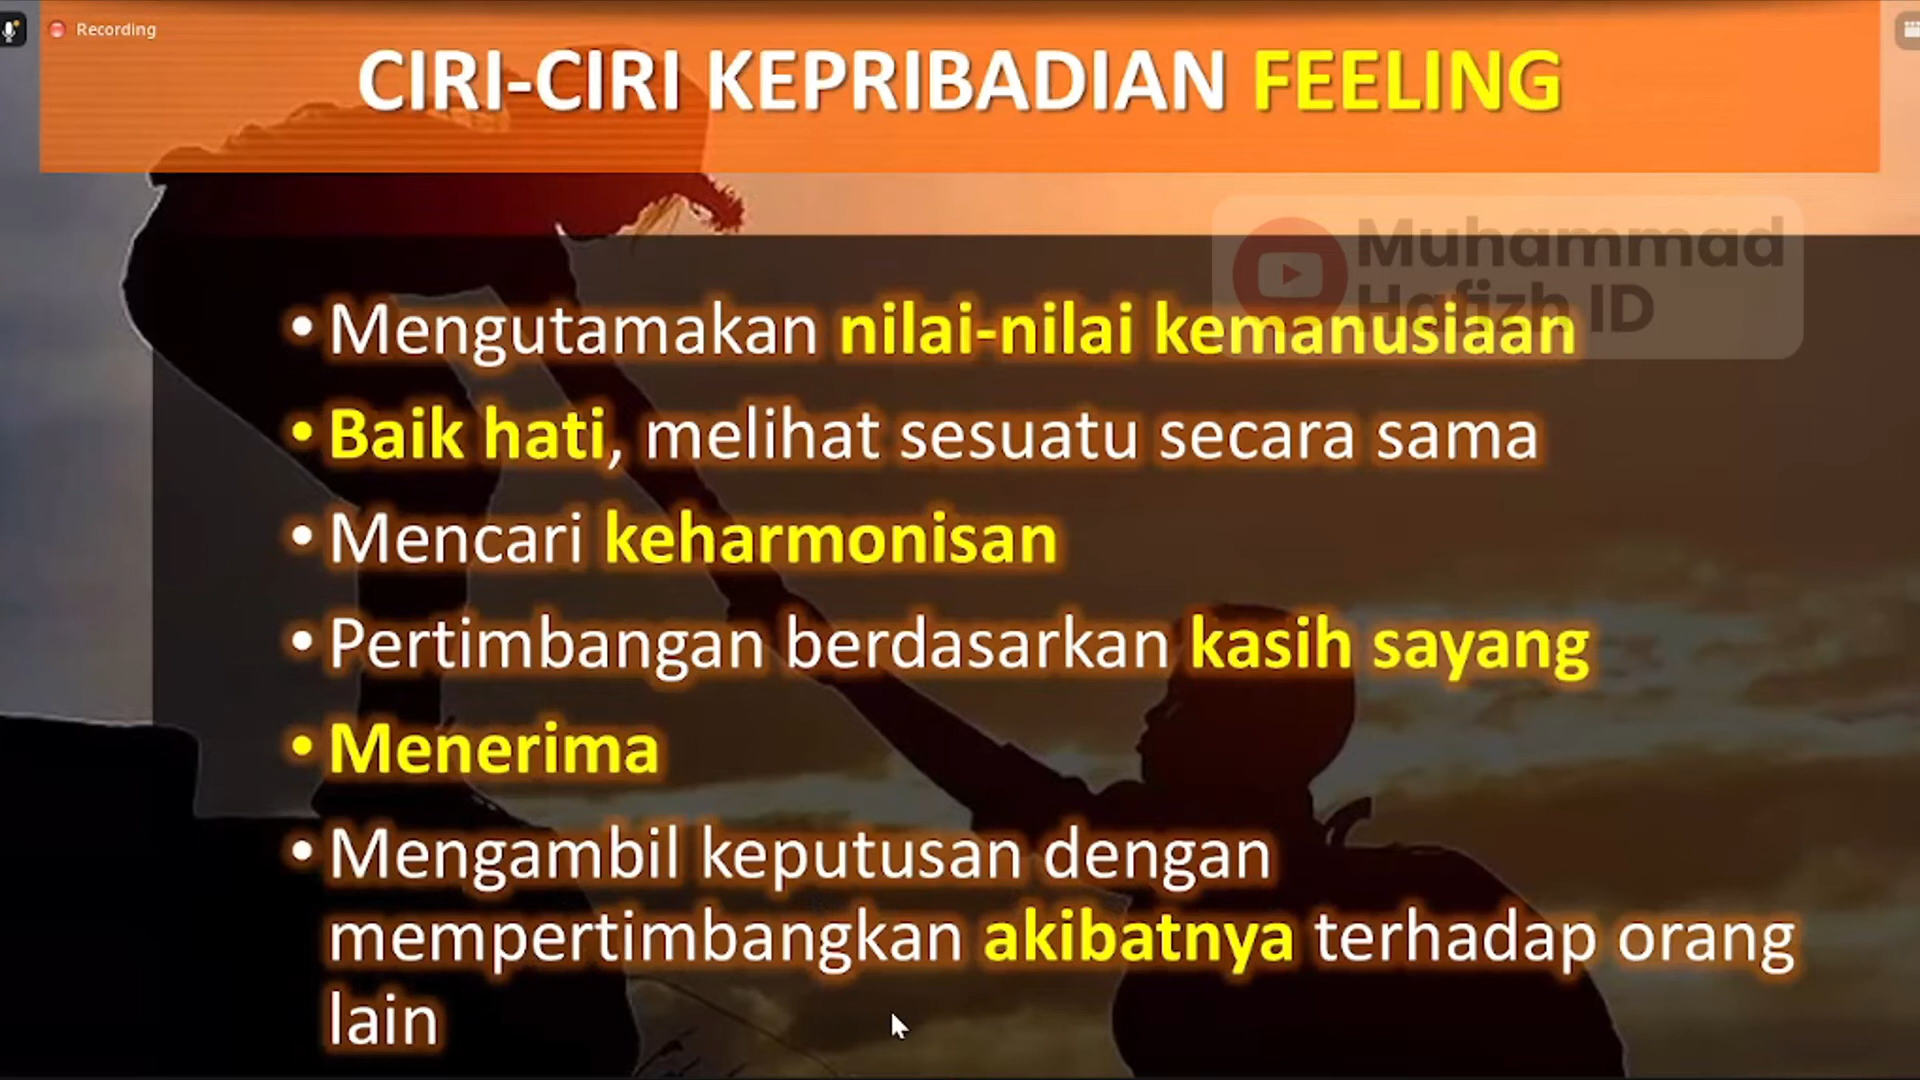 Recording
CIRI-CIRI KEPRIBADIAN FEELING
Muhammad
Hafizh ID
• Mengutamakan nilai-nilai kemanusiaan
• Baik hati, melihat sesuatu secara sama
• Mencari keharmonisan
• Pertimbangan berdasarkan kasih sayang
• Menerima
• Mengambil keputusan dengan
mempertimbangkan akibatnya terhadap orang
lain